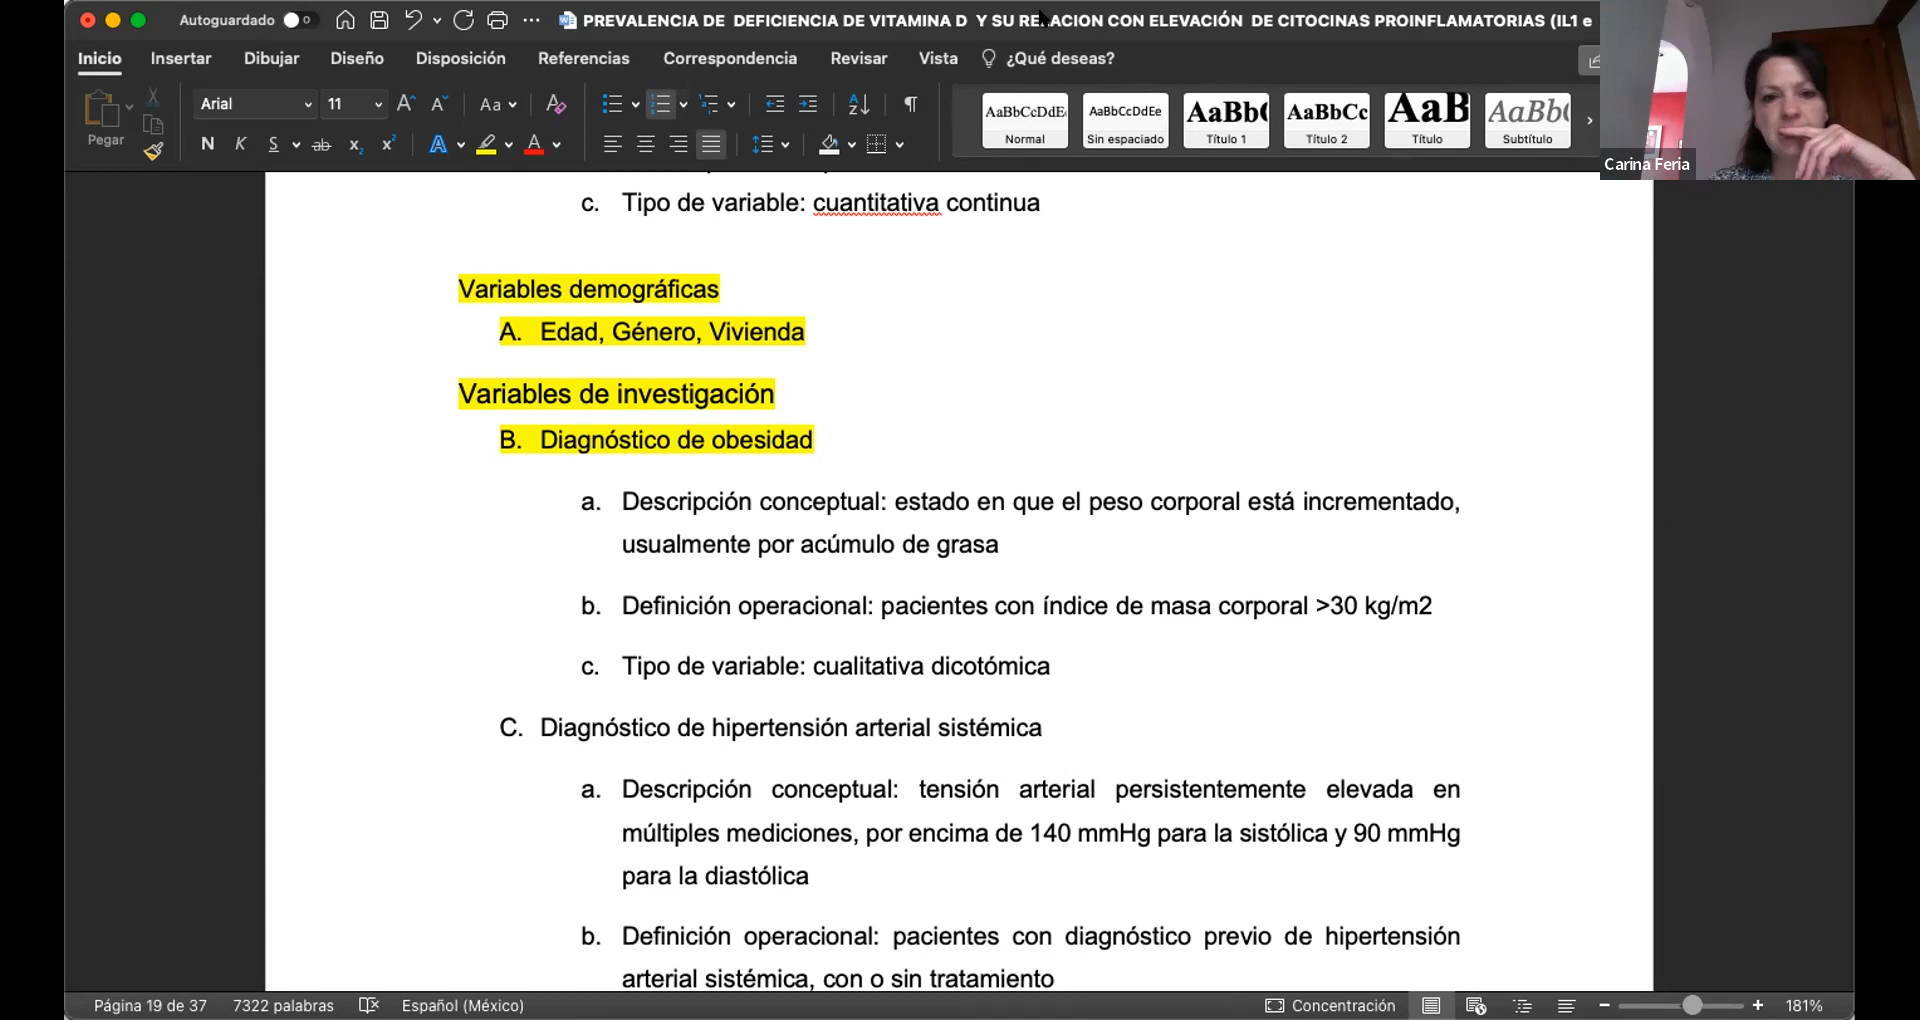 Autoguardado
PREVALENCIA DE DEFICIENCIA DE VITAMINA D Y SU RELACION CON ELEVACIÓN DE CITOCINAS PROINFLAMATORIAS (IL1 e
Inicio Insertar Dibujar Diseño Disposición Referencias Correspondencia Revisar Vista ¿Qué deseas?
Pegar
Arial 11
N K S ab x₂ x²
AaBbCcDdE AaBbCcDdEe AaBb( AaBbCc AaB AaBb(
Normal Sin espaciado Título 1 Título 2 Título Subtítulo
Carina Feria
c. Tipo de variable: cuantitativa continua
Variables demográficas
A. Edad, Género, Vivienda
Variables de investigación
B. Diagnóstico de obesidad
a. Descripción conceptual: estado en que el peso corporal está incrementado,
usualmente por acúmulo de grasa
b. Definición operacional: pacientes con índice de masa corporal >30 kg/m2
c. Tipo de variable: cualitativa dicotómica
C. Diagnóstico de hipertensión arterial sistémica
a. Descripción conceptual: tensión arterial persistentemente elevada en
múltiples mediciones, por encima de 140 mmHg para la sistólica y 90 mmHg
para la diastólica
b. Definición operacional: pacientes con diagnóstico previo de hipertensión
arterial sistémica, con o sin tratamiento
Página 19 de 37 7322 palabras Español (México) Concentración 181%